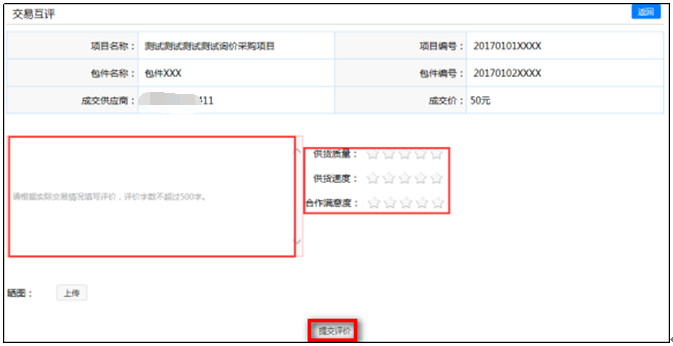 交易互评 返回
项目名称： 测试测试测试测试询价采购项目 项目编号： 20170101XXXX
包件名称： 包件XXX 包件编号： 20170102XXXX
成交供应商： 411 成交价： 50元
供货质量：
供货速度：
请根据实际交易情况填写评价，评价字数不超过500字。
合作满意度：
晒图： 上传
提交评价